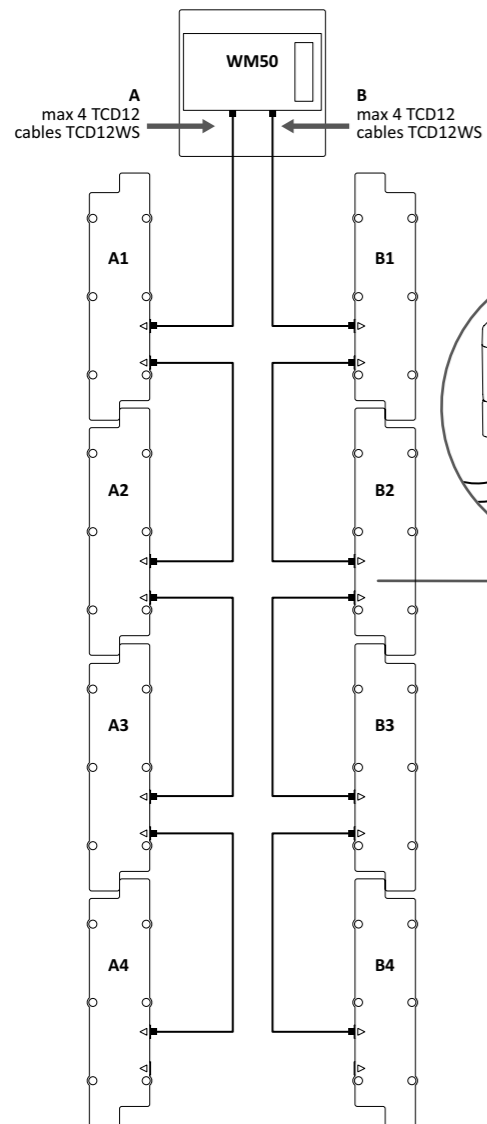 WM50
A
max 4 TCD12
cables TCD12WS
B
max 4 TCD12
cables TCD12WS
A1
B1
A2
B2
A3
B3
A4
B4